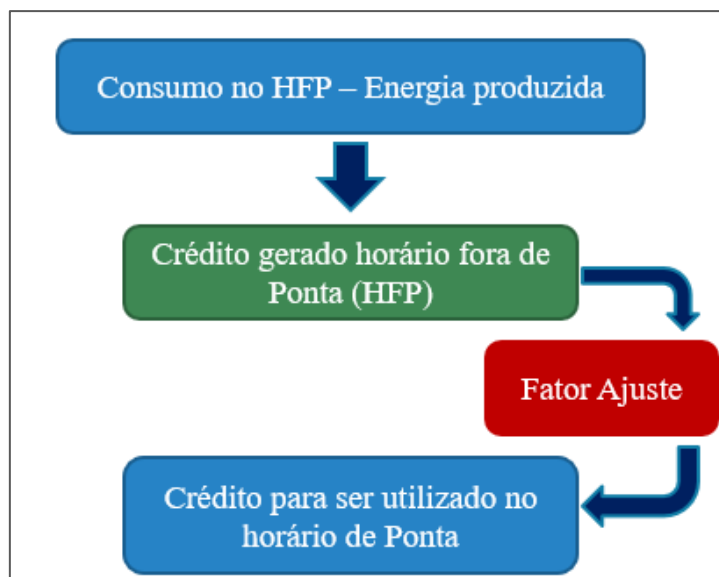 Consumo no HFP – Energia produzida
Crédito gerado horário fora de
Ponta (HFP)
Fator Ajuste
Crédito para ser utilizado no
horário de Ponta